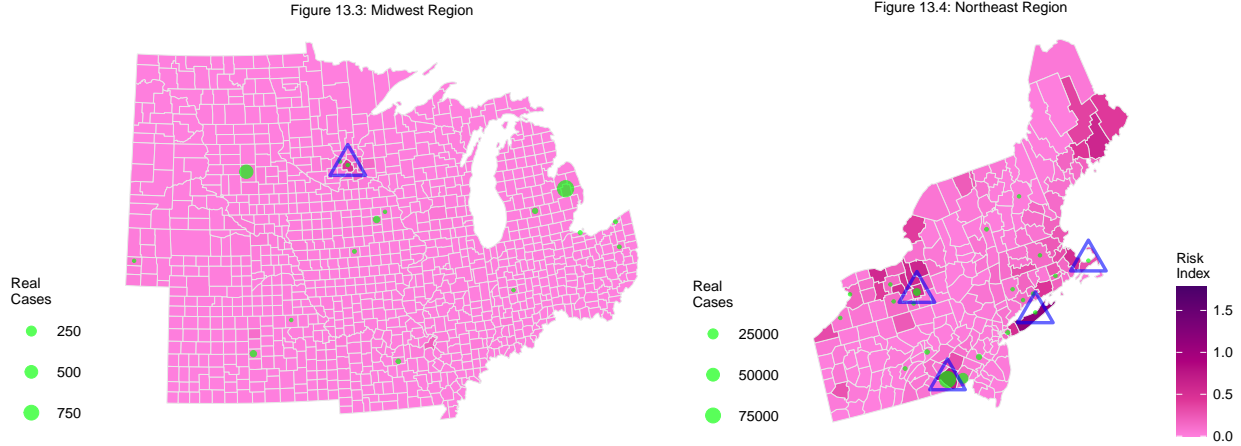 Figure 13.3: Midwest Region
Real
Cases
250
500
750
Figure 13.4: Northeast Region
Real
Cases
25000
50000
75000
Risk
Index
1.5
1.0
0.5
0.0